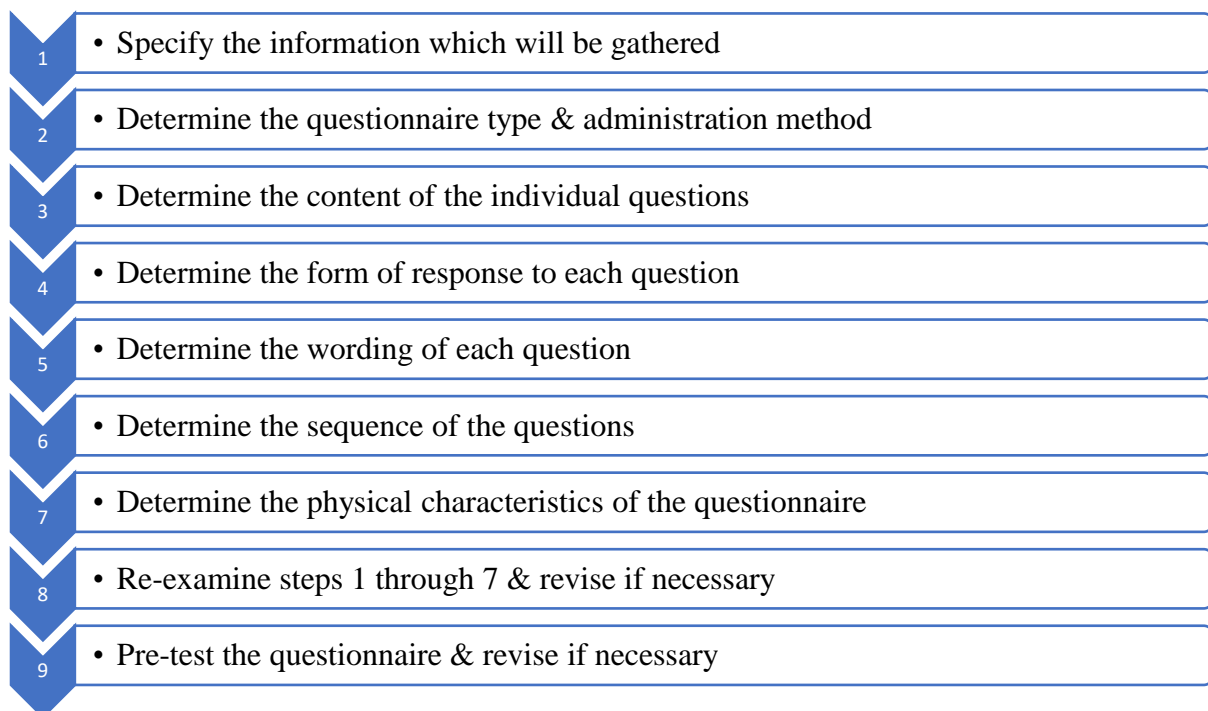 1
• Specify the information which will be gathered
2
• Determine the questionnaire type & administration method
3
• Determine the content of the individual questions
4
• Determine the form of response to each question
5
• Determine the wording of each question
6
• Determine the sequence of the questions
7
• Determine the physical characteristics of the questionnaire
8
• Re-examine steps 1 through 7 & revise if necessary
9
• Pre-test the questionnaire & revise if necessary